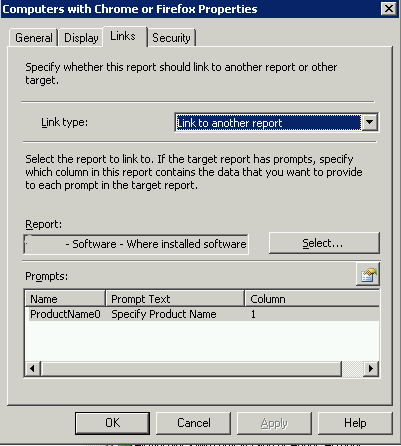 Computers with Chrome or Firefox Properties
General
Display
Links
Security
Specify whether this report should link to another report or other
target.
Link type:
Link to another report
Select the report to link to. If the target report has prompts, specify
which column in this report contains the data that you want to provide
to each prompt in the target report.
Report:
- Software - Where installed software
Select...
Prompts:
Name Prompt Text Column
ProductName0 Specify Product Name 1
OK
Cancel
Apply
Help